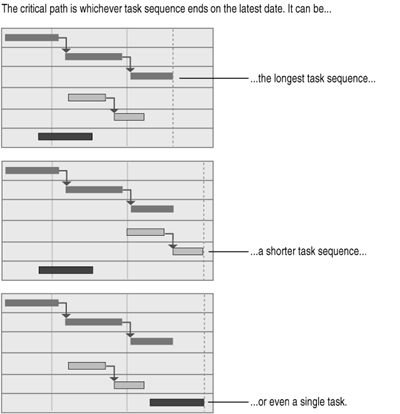 The critical path is whichever task sequence ends on the latest date. It can be...
...the longest task sequence...
...a shorter task sequence...
...or even a single task.